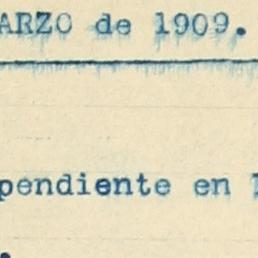 ARZO de 1909.
pendiente en